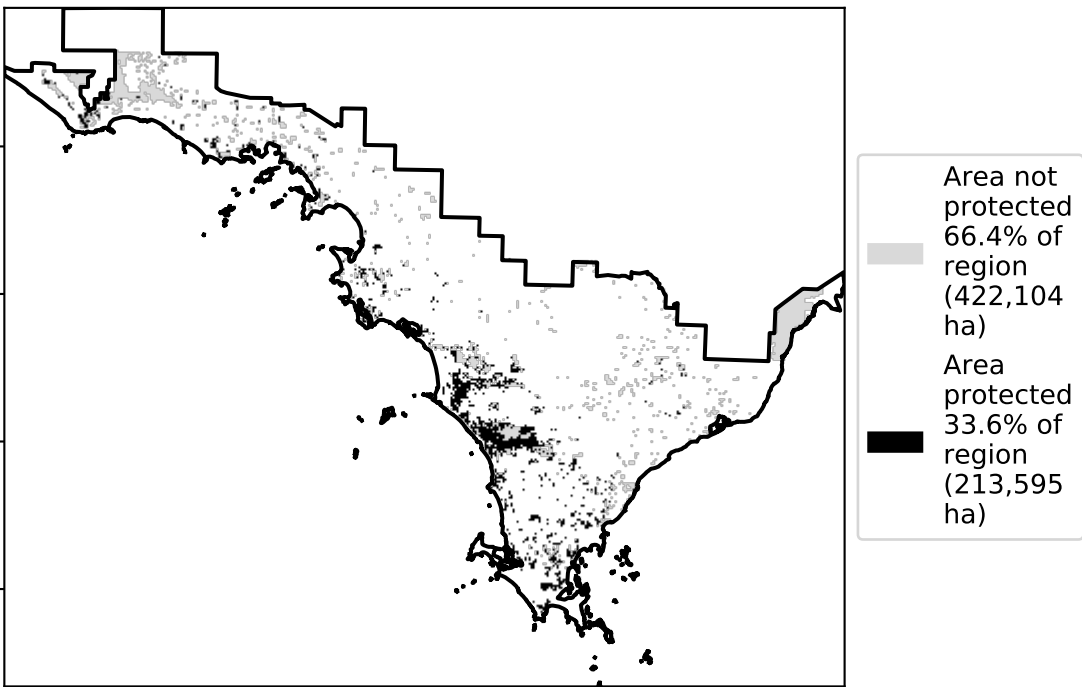 Area not
protected
66.4% of
region
(422,104
ha)
Area
protected
33.6% of
region
(213,595
ha)